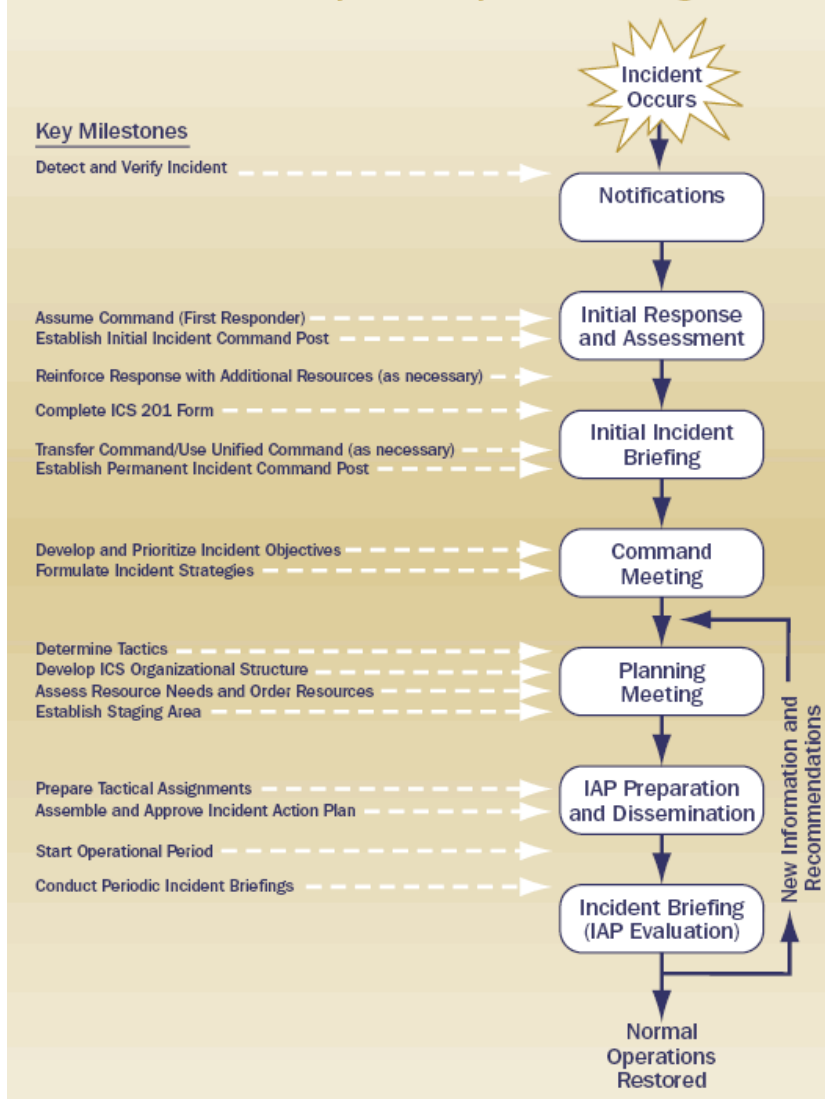 Incident
Occurs
Key Milestones
Detect and Verify Incident
Notifications
Assume Command (First Responder)
Establish Initial Incident Command Post
Initial Response
and Assessment
Reinforce Response with Additional Resources (as necessary)
Complete ICS 201 Form
Transfer Command/Use Unified Command (as necessary)
Establish Permanent Incident Command Post
Initial Incident
Briefing
Develop and Prioritize Incident Objectives
Formulate Incident Strategies
Command
Meeting
Determine Tactics
Develop ICS Organizational Structure
Assess Resource Needs and Order Resources
Establish Staging Area
Planning
Meeting
New Information and
Recommendations
Prepare Tactical Assignments
Assemble and Approve Incident Action Plan
IAP Preparation
and Dissemination
Start Operational Period
Conduct Periodic Incident Briefings
Incident Briefing
(IAP Evaluation)
Normal
Operations
Restored